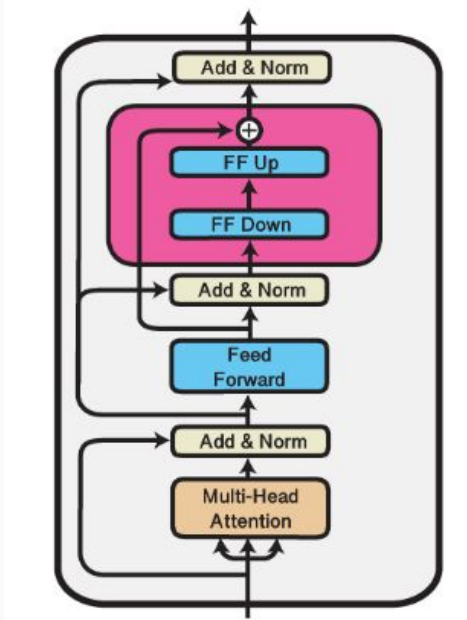 Add & Norm
FF Up
FF Down
Add & Norm
Feed
Forward
Add & Norm
Multi-Head
Attention